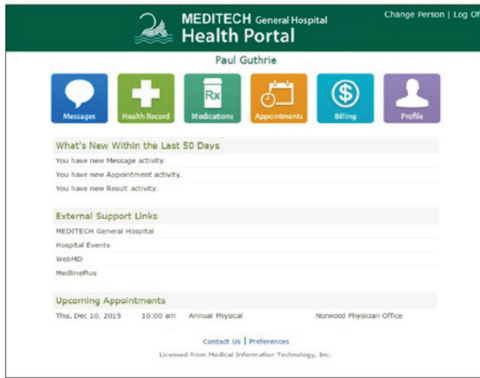 Change Person | Log Of
MEDITECH General Hospital
Health Portal
Paul Guthrie
Messages
Health Record
Rx
Medications
Appointments
$
Billing
Profile
What's New Within the Last 50 Days
You have new Message activity.
You have new Appointment activity.
You have new Result activity.
External Support Links
MEDITECH General Hospital
Hospital Events
WebMD
MedlinePlus
Upcoming Appointments
Thu, Dec 10, 2015 10:00 am Annual Physical Norwood Physician Office
Contact Us | Preferences
Licensed from Medical Information Technology, Inc.